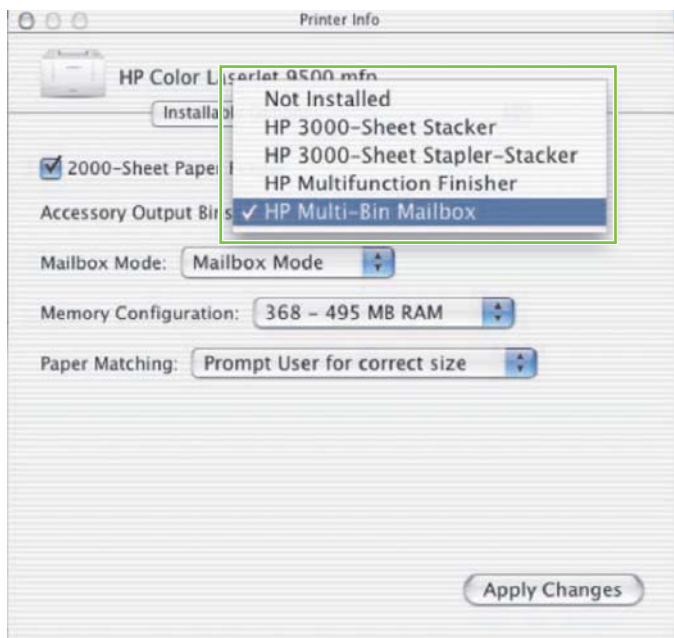 Printer Info
HP Color LaserJet 9500 mfp
Installabl
Not Installed
HP 3000-Sheet Stacker
HP 3000-Sheet Stapler-Stacker
HP Multifunction Finisher
2000-Sheet Paper
Accessory Output Bins ✓ HP Multi-Bin Mailbox
Mailbox Mode: Mailbox Mode
Memory Configuration: 368 - 495 MB RAM
Paper Matching: Prompt User for correct size
Apply Changes